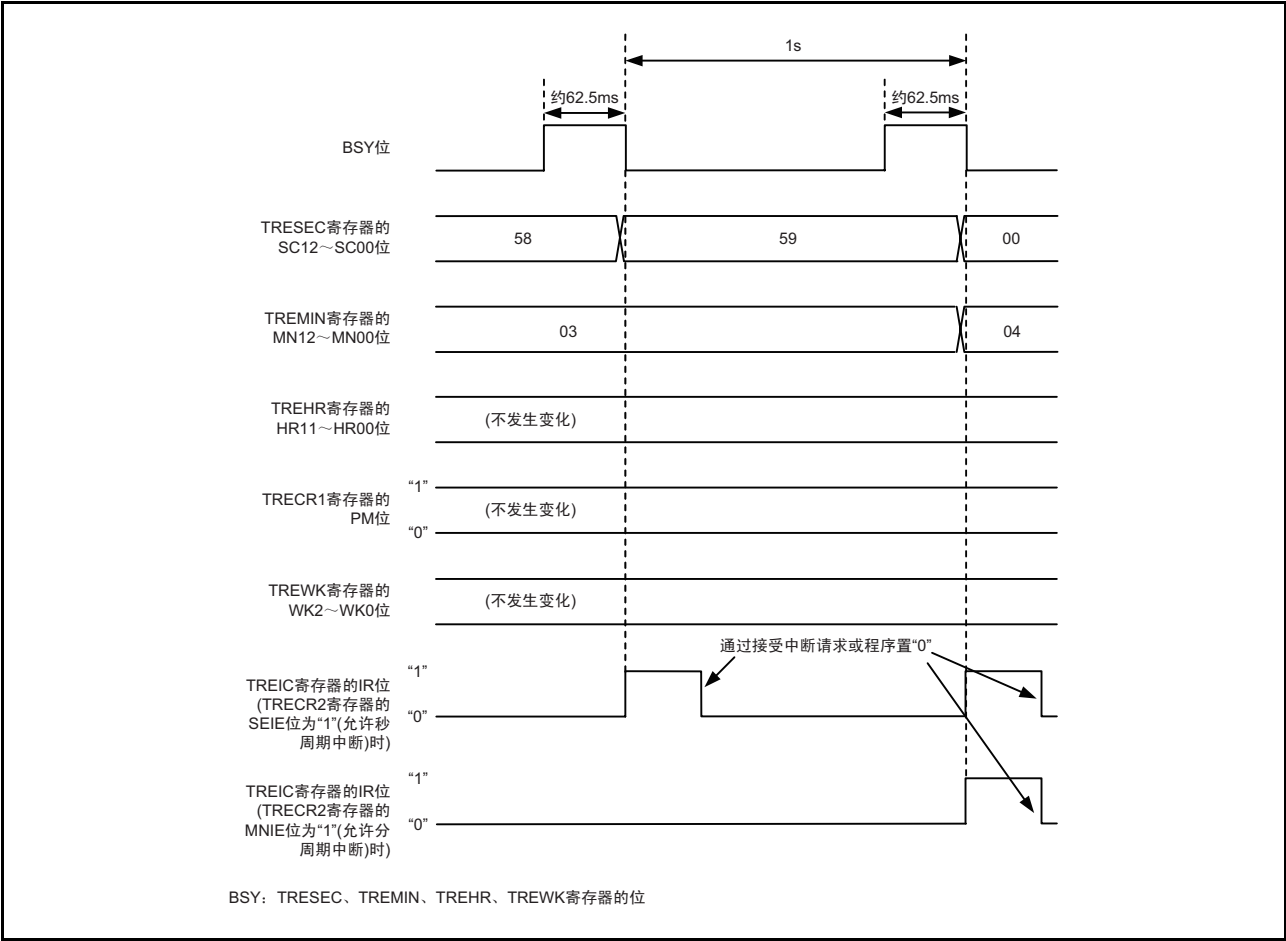 1s
约62.5ms
约62.5ms
BSY位
TRESEC寄存器的
SC12～SC00位
58
59
00
TREMIN寄存器的
MN12～MN00位
03
04
TREHR寄存器的
HR11～HR00位
(不发生变化)
TRECR1寄存器的
PM位
“1”
“0”
(不发生变化)
TREWK寄存器的
WK2～WK0位
(不发生变化)
通过接受中断请求或程序置“0”
TREIC寄存器的IR位
(TRECR2寄存器的
SEIE位为“1”(允许秒
周期中断)时)
“1”
“0”
TREIC寄存器的IR位
(TRECR2寄存器的
MNIE位为“1”(允许分
周期中断)时)
“1”
“0”
BSY：TRESEC、TREMIN、TREHR、TREWK寄存器的位